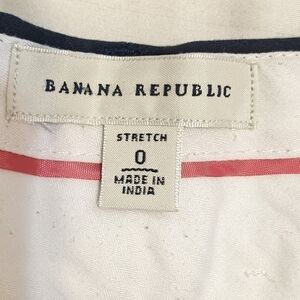 BANANA REPUBLIC
STRETCH
0
MADE IN
INDIA